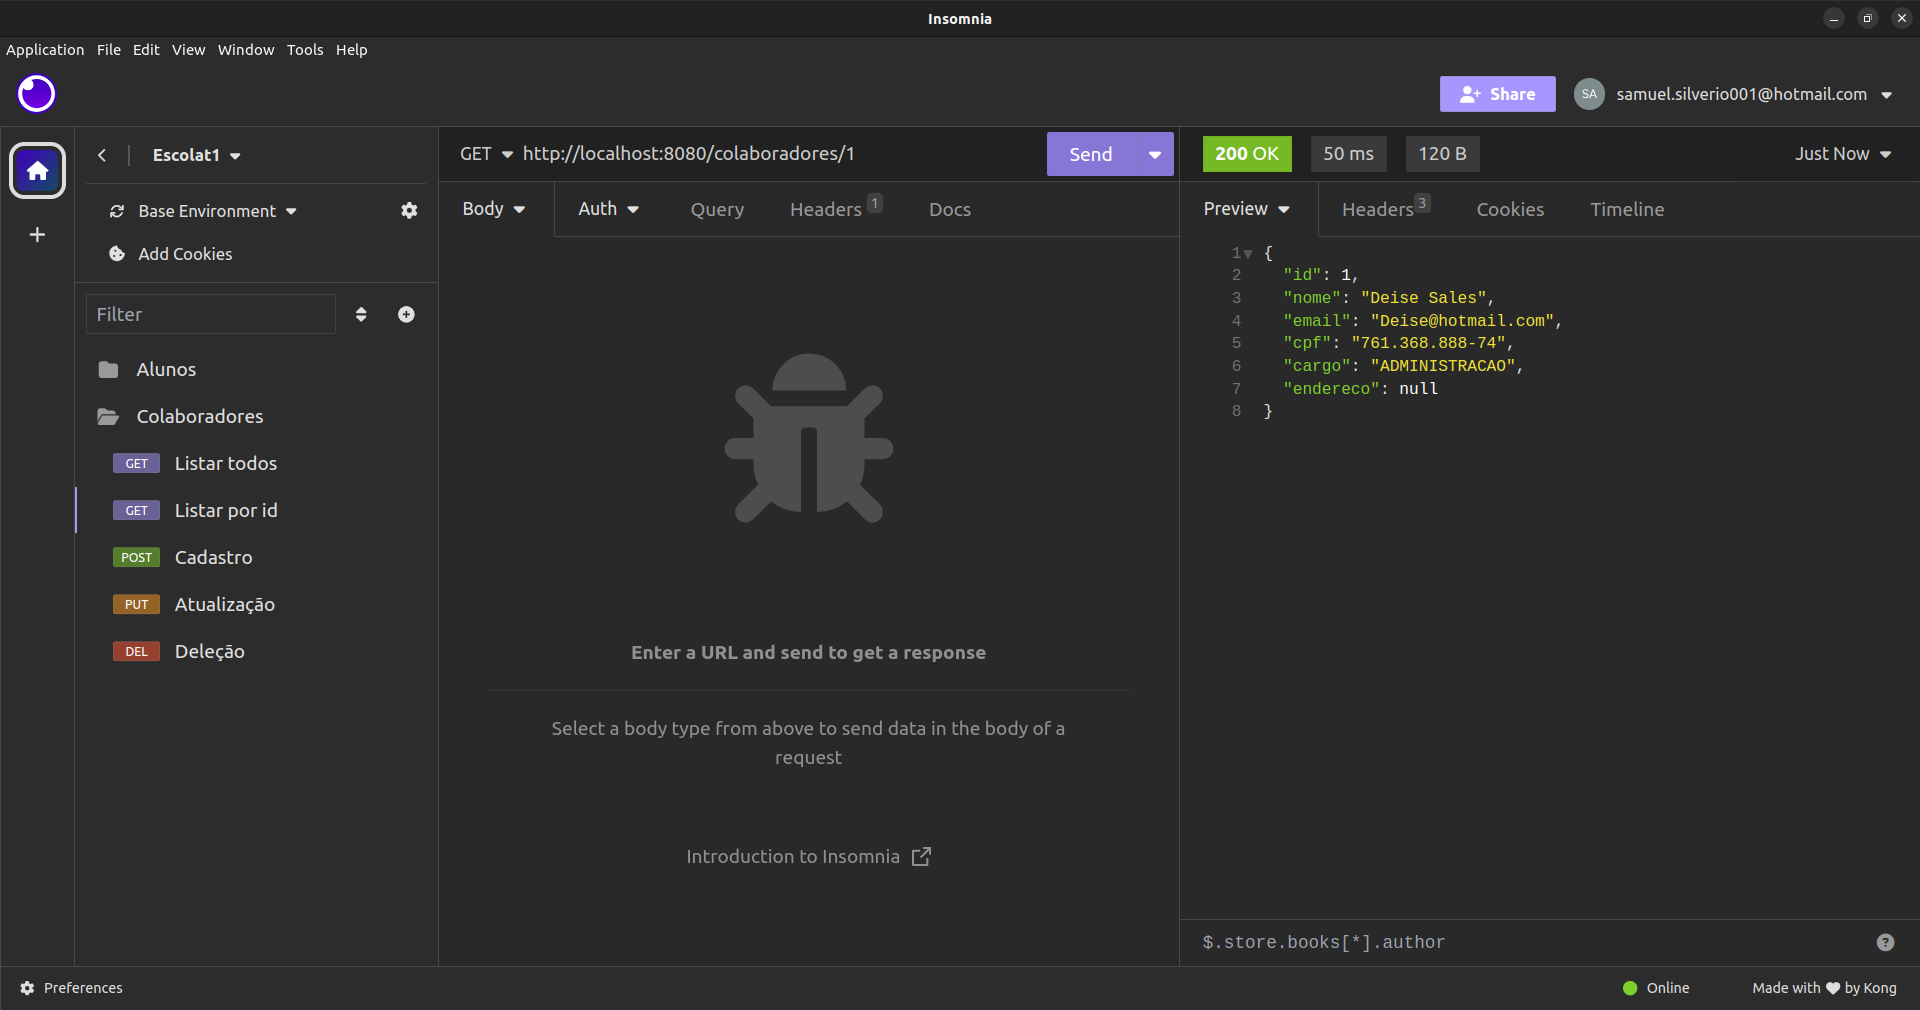 Insomnia
Application File Edit View Window Tools Help
Share
SA
samuel.silverio001@hotmail.com
Escolat1
Base Environment
Add Cookies
Filter
Alunos
Colaboradores
GET Listar todos
GET Listar por id
POST Cadastro
PUT Atualização
DEL Deleção
GET http://localhost:8080/colaboradores/1
Send
Body Auth Query Headers 1 Docs
Enter a URL and send to get a response
Select a body type from above to send data in the body of a
request
Introduction to Insomnia
200 OK 50 ms 120 B Just Now
Preview Headers 3 Cookies Timeline
1 {
2 "id": 1,
3 "nome": "Deise Sales",
4 "email": "Deise@hotmail.com",
5 "cpf": "761.368.888-74",
6 "cargo": "ADMINISTRACAO",
7 "endereco": null
8 }
$.store.books[*].author
?
Preferences
Online
Made with by Kong